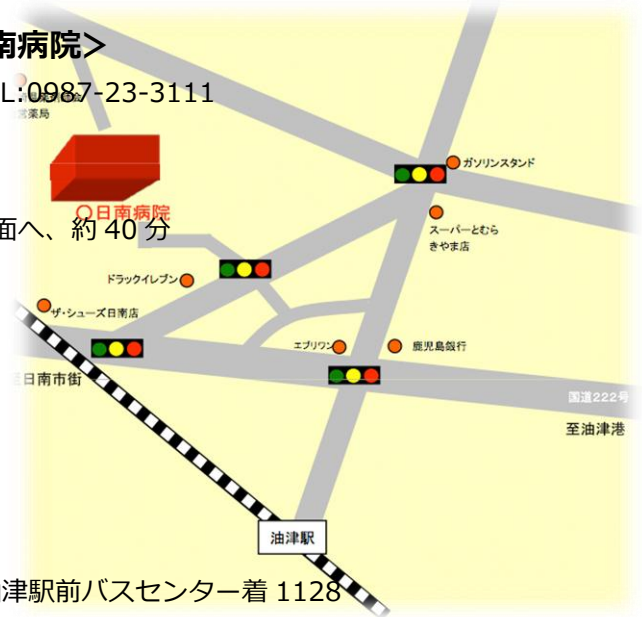 南病院>
L:0987-23-3111
営薬局
日南病院
面へ、約 40 分
ガソリンスタンド
スーパーとむら
きやま店
ドラックイレブン
ザ・シューズ日南店
エブリワン
鹿児島銀行
至日南市街
国道222号
至油津港
油津駅
油津駅前バスセンター着 1128